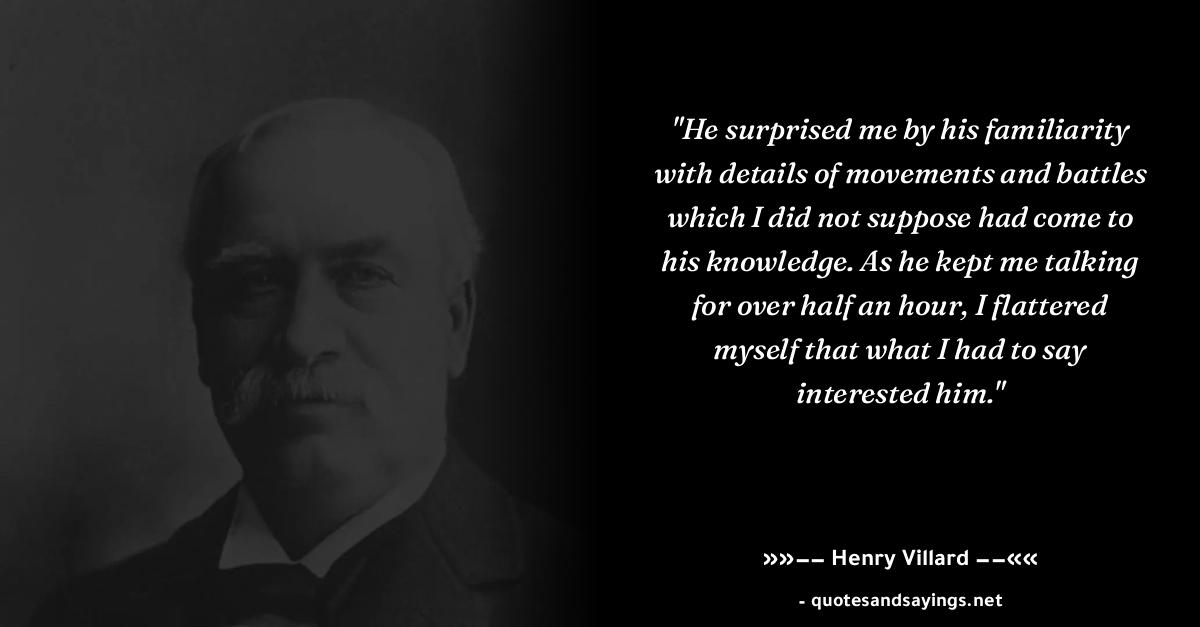 "He surprised me by his familiarity
with details of movements and battles
which I did not suppose had come to
his knowledge. As he kept me talking
for over half an hour, I flattered
myself that what I had to say
interested him."
»»–– Henry Villard ––««
- quotesandsayings.net